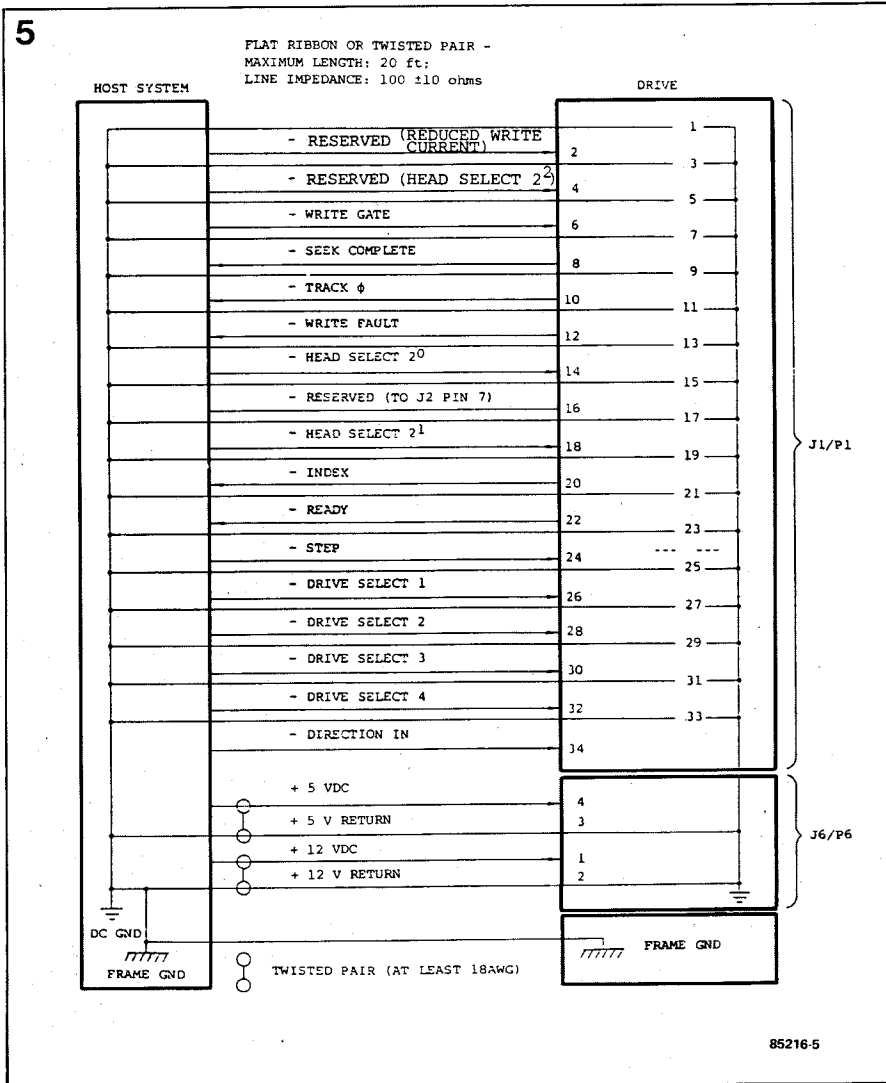 5
FLAT RIBBON OR TWISTED PAIR -
MAXIMUM LENGTH: 20 ft;
LINE IMPEDANCE: 100 ±10 ohms
HOST SYSTEM
DRIVE
1
- RESERVED (REDUCED WRITE CURRENT)
2
3
- RESERVED (HEAD SELECT 2²)
4
5
- WRITE GATE
6
7
- SEEK COMPLETE
8
9
- TRACK ϕ
10
11
- WRITE FAULT
12
13
- HEAD SELECT 2⁰
14
15
- RESERVED (TO J2 PIN 7)
16
17
- HEAD SELECT 2¹
18
J1/P1
19
- INDEX
20
21
- READY
22
23
- STEP
24
--- ---
25
- DRIVE SELECT 1
26
27
- DRIVE SELECT 2
28
29
- DRIVE SELECT 3
30
31
- DRIVE SELECT 4
32
33
- DIRECTION IN
34
+ 5 VDC
4
+ 5 V RETURN
3
J6/P6
+ 12 VDC
1
+ 12 V RETURN
2
DC GND
FRAME GND
FRAME GND
TWISTED PAIR (AT LEAST 18AWG)
85216-5